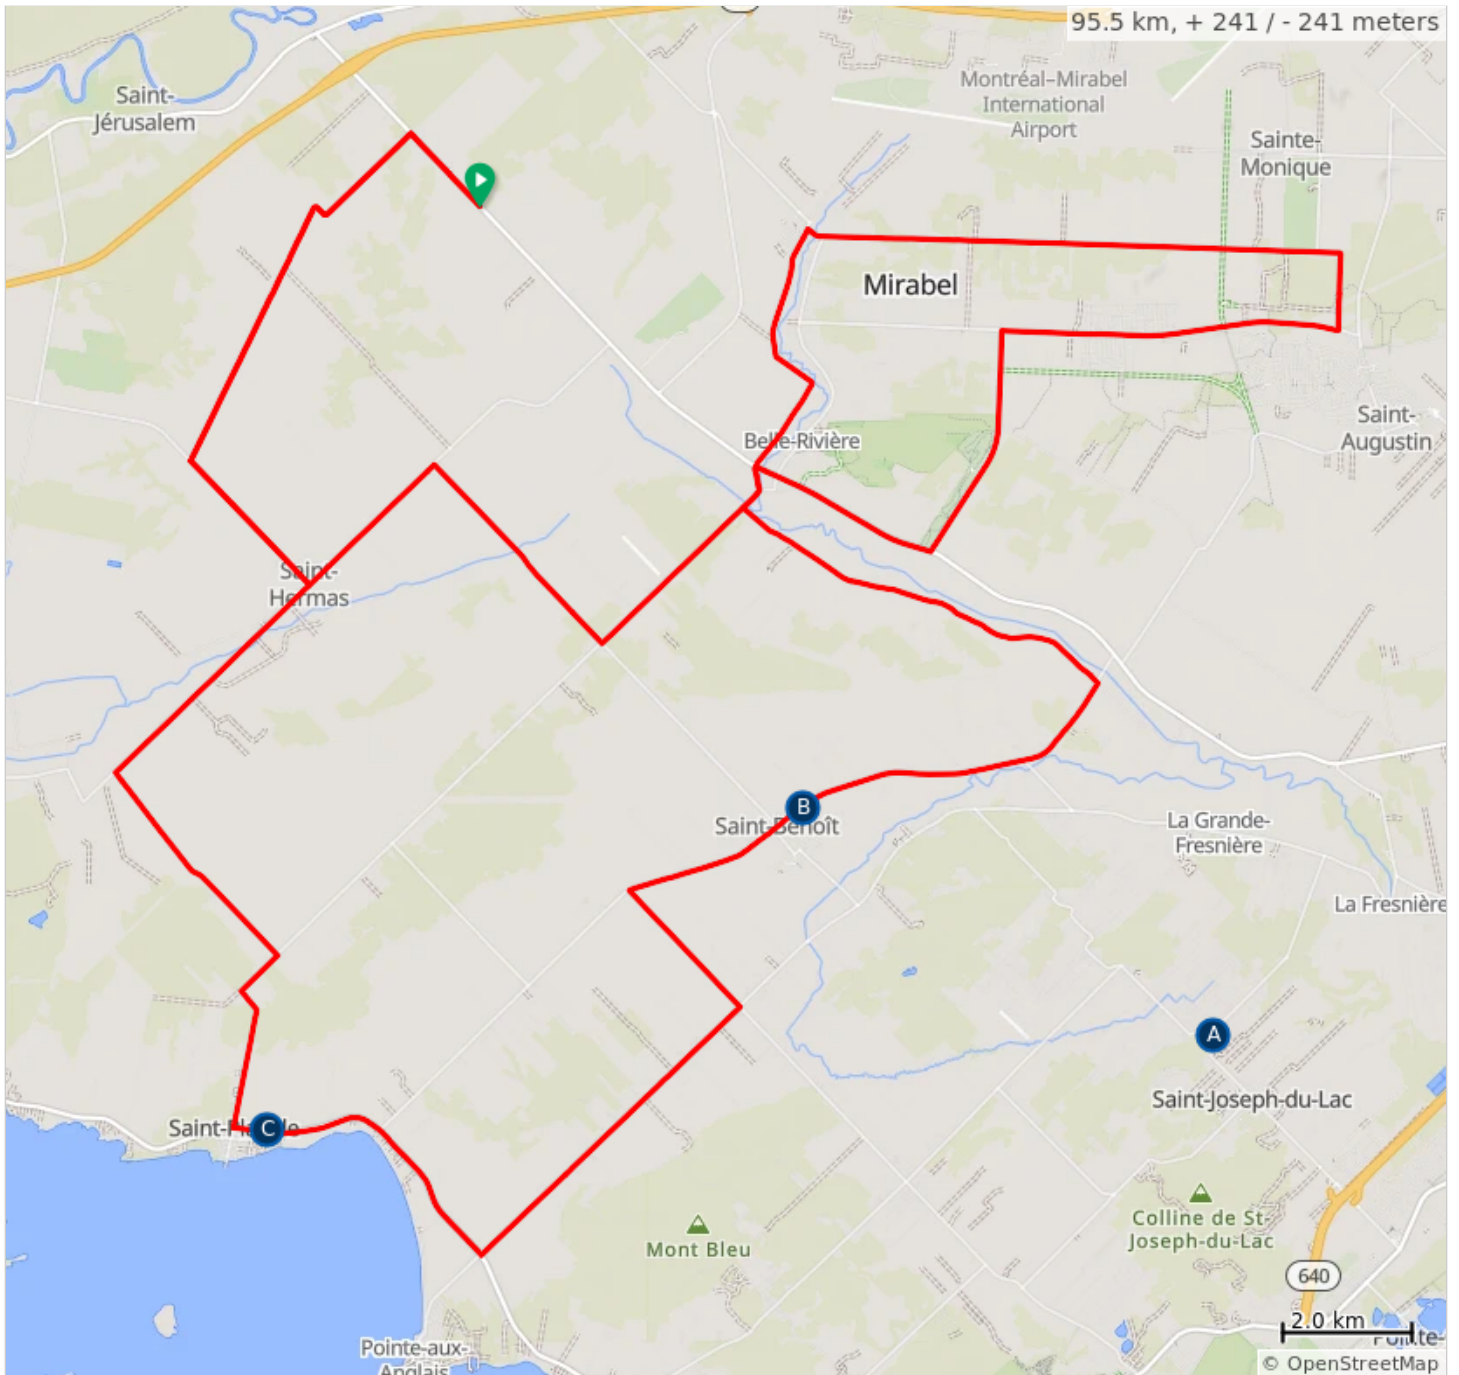 95.5 km, + 241 / - 241 meters
Saint-
Jérusalem
Montréal–Mirabel
International
Airport
Sainte-
Monique
Mirabel
Saint-
Augustin
Belle-Rivière
Saint-
Hermas
B
Saint-Benoît
La Grande-
Fresnière
La Fresnière
A
Saint-Joseph-du-Lac
C
Colline de St-
Joseph-du-Lac
Mont Bleu
640
2.0 km
Pointe-aux-
Anglais
© OpenStreetMap